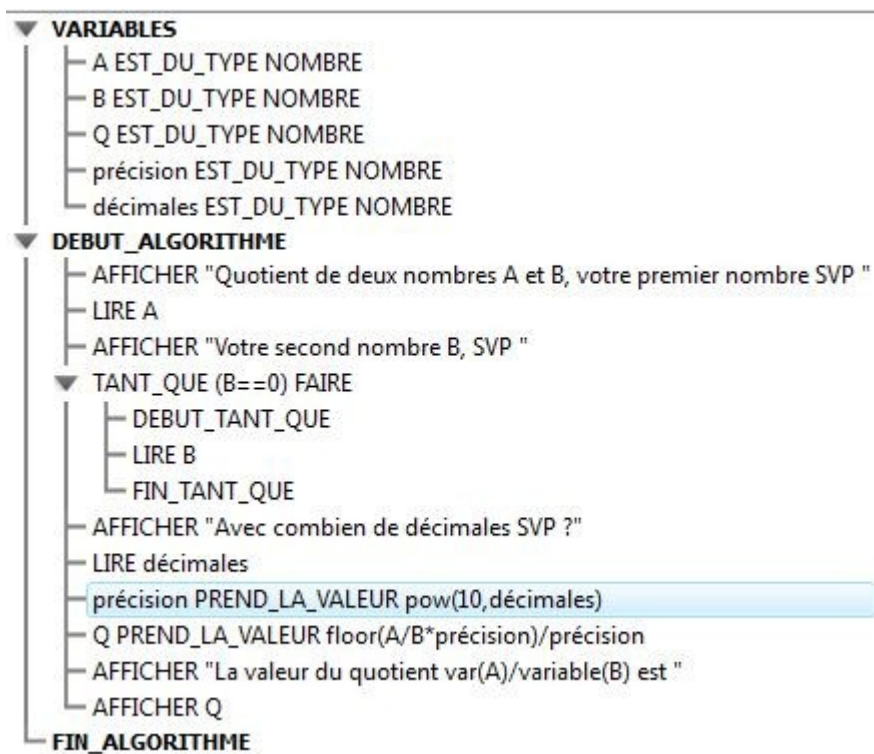 VARIABLES
A EST_DU_TYPE NOMBRE
B EST_DU_TYPE NOMBRE
Q EST_DU_TYPE NOMBRE
précision EST_DU_TYPE NOMBRE
décimales EST_DU_TYPE NOMBRE
DEBUT_ALGORITHME
AFFICHER "Quotient de deux nombres A et B, votre premier nombre SVP "
LIRE A
AFFICHER "Votre second nombre B, SVP "
TANT_QUE (B==0) FAIRE
DEBUT_TANT_QUE
LIRE B
FIN_TANT_QUE
AFFICHER "Avec combien de décimales SVP ?"
LIRE décimales
précision PREND_LA_VALEUR pow(10,décimales)
Q PREND_LA_VALEUR floor(A/B*précision)/précision
AFFICHER "La valeur du quotient var(A)/variable(B) est "
AFFICHER Q
FIN_ALGORITHME